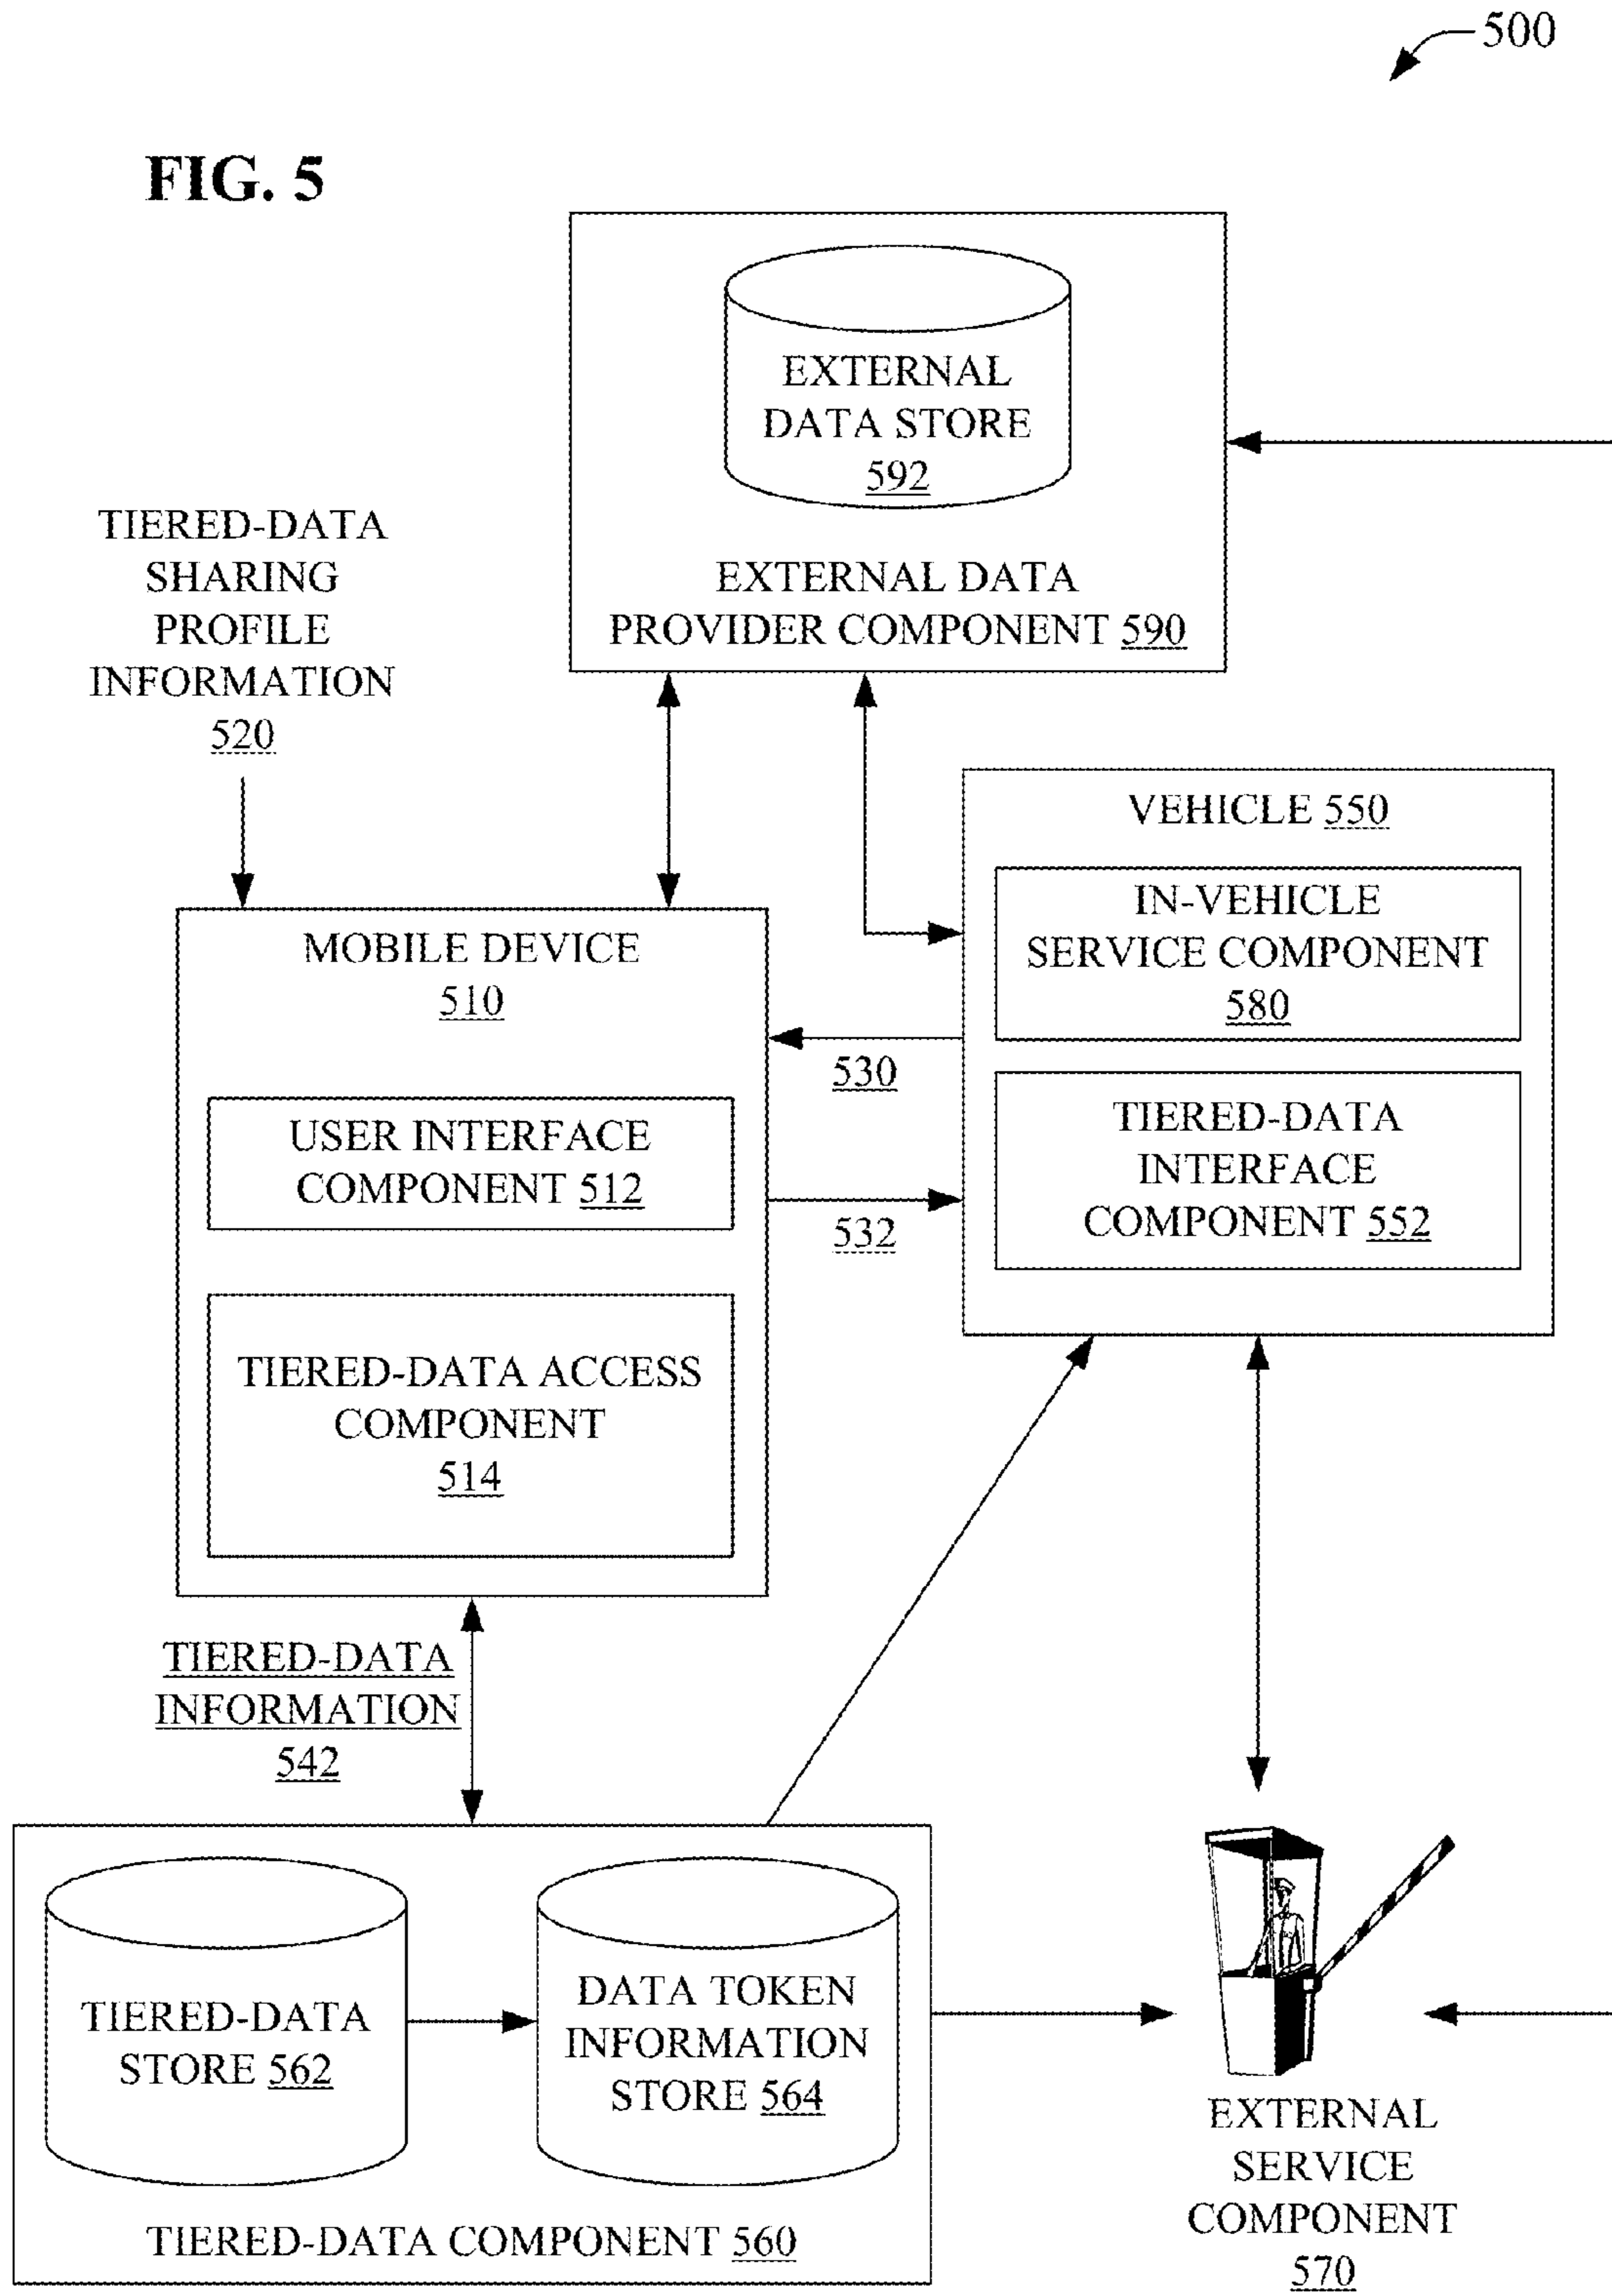 500
FIG. 5
EXTERNAL
DATA STORE
592
EXTERNAL DATA
PROVIDER COMPONENT 590
TIERED-DATA
SHARING
PROFILE
INFORMATION
520
VEHICLE 550
IN-VEHICLE
SERVICE COMPONENT
580
TIERED-DATA
INTERFACE
COMPONENT 552
MOBILE DEVICE
510
530
532
USER INTERFACE
COMPONENT 512
TIERED-DATA ACCESS
COMPONENT
514
TIERED-DATA
INFORMATION
542
TIERED-DATA
STORE 562
DATA TOKEN
INFORMATION
STORE 564
TIERED-DATA COMPONENT 560
EXTERNAL
SERVICE
COMPONENT
570